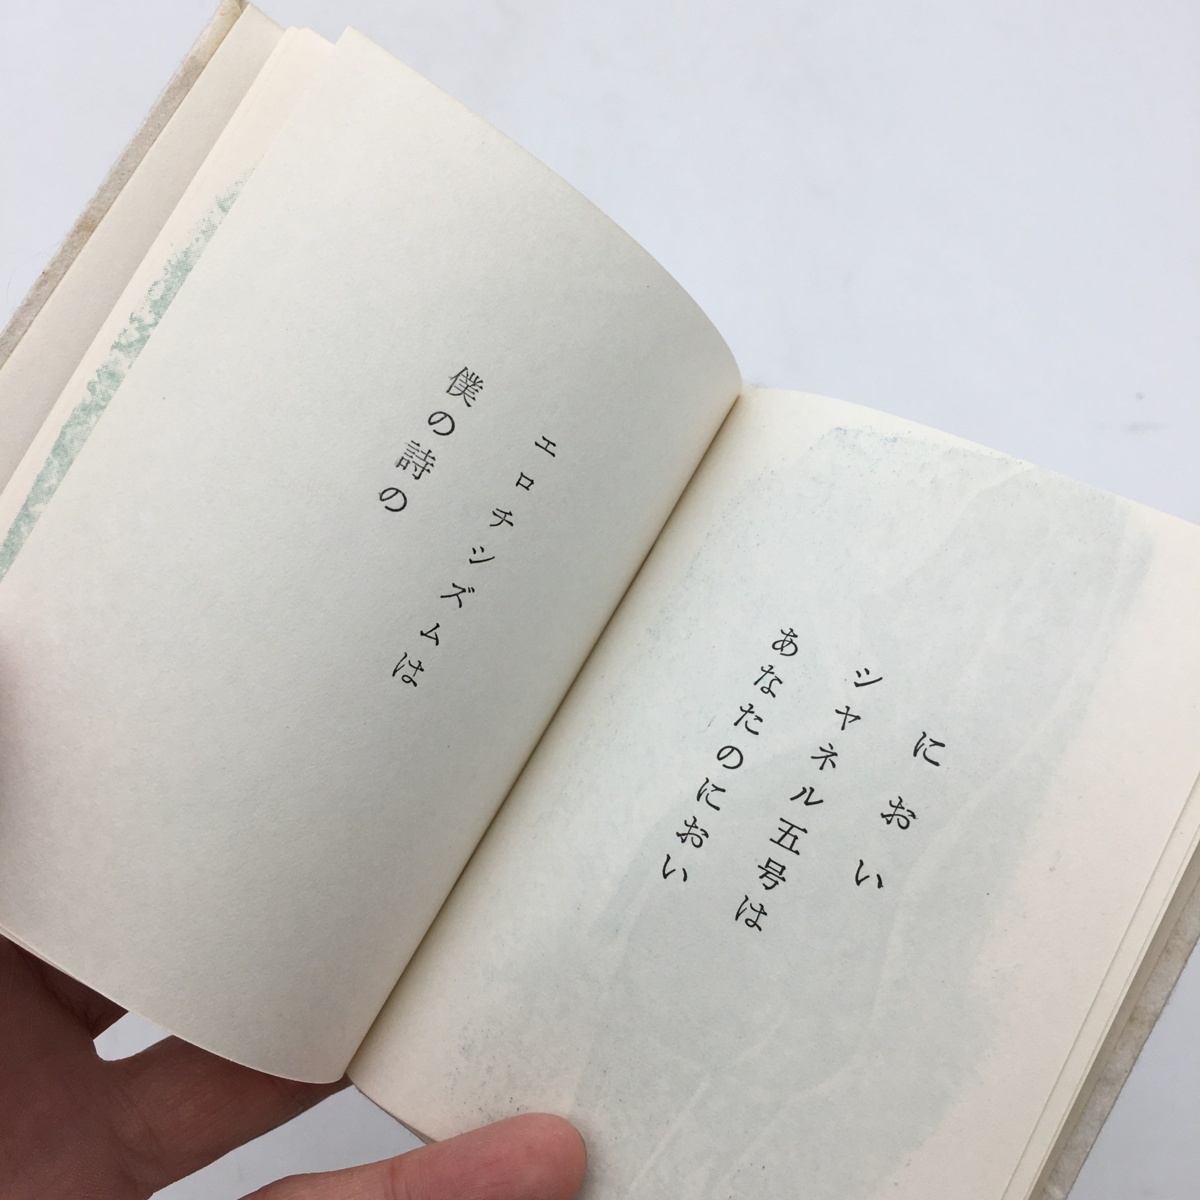 におい
シャネル五号は
あなたのにおい
エロチシズムは
僕の詩の